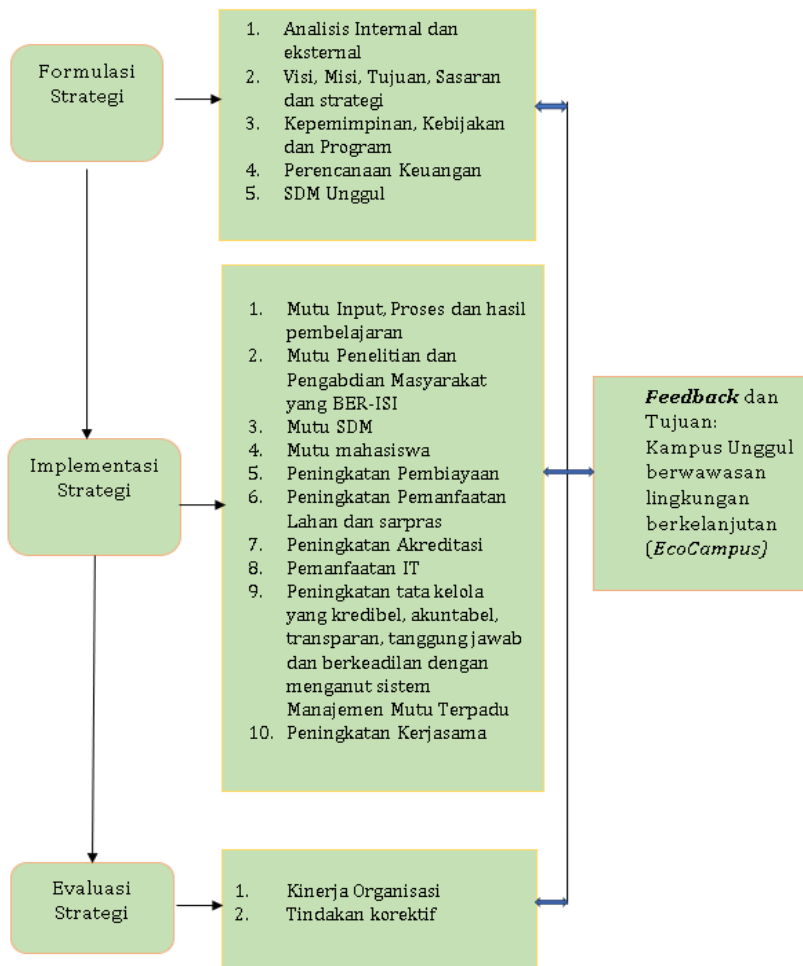 Formulasi
Strategi
1. Analisis Internal dan
eksternal
2. Visi, Misi, Tujuan, Sasaran
dan strategi
3. Kepemimpinan, Kebijakan
dan Program
4. Perencanaan Keuangan
5. SDM Unggul
Implementasi
Strategi
1. Mutu Input, Proses dan hasil
pembelajaran
2. Mutu Penelitian dan
Pengabdian Masyarakat
yang BER-ISI
3. Mutu SDM
4. Mutu mahasiswa
5. Peningkatan Pembiayaan
6. Peningkatan Pemanfaatan
Lahan dan sarpras
7. Peningkatan Akreditasi
8. Pemanfaatan IT
9. Peningkatan tata kelola
yang kredibel, akuntabel,
transparan, tanggung jawab
dan berkeadilan dengan
menganut sistem
Manajemen Mutu Terpadu
10. Peningkatan Kerjasama
Feedback dan
Tujuan:
Kampus Unggul
berwawasan
lingkungan
berkelanjutan
(EcoCampus)
Evaluasi
Strategi
1. Kinerja Organisasi
2. Tindakan korektif